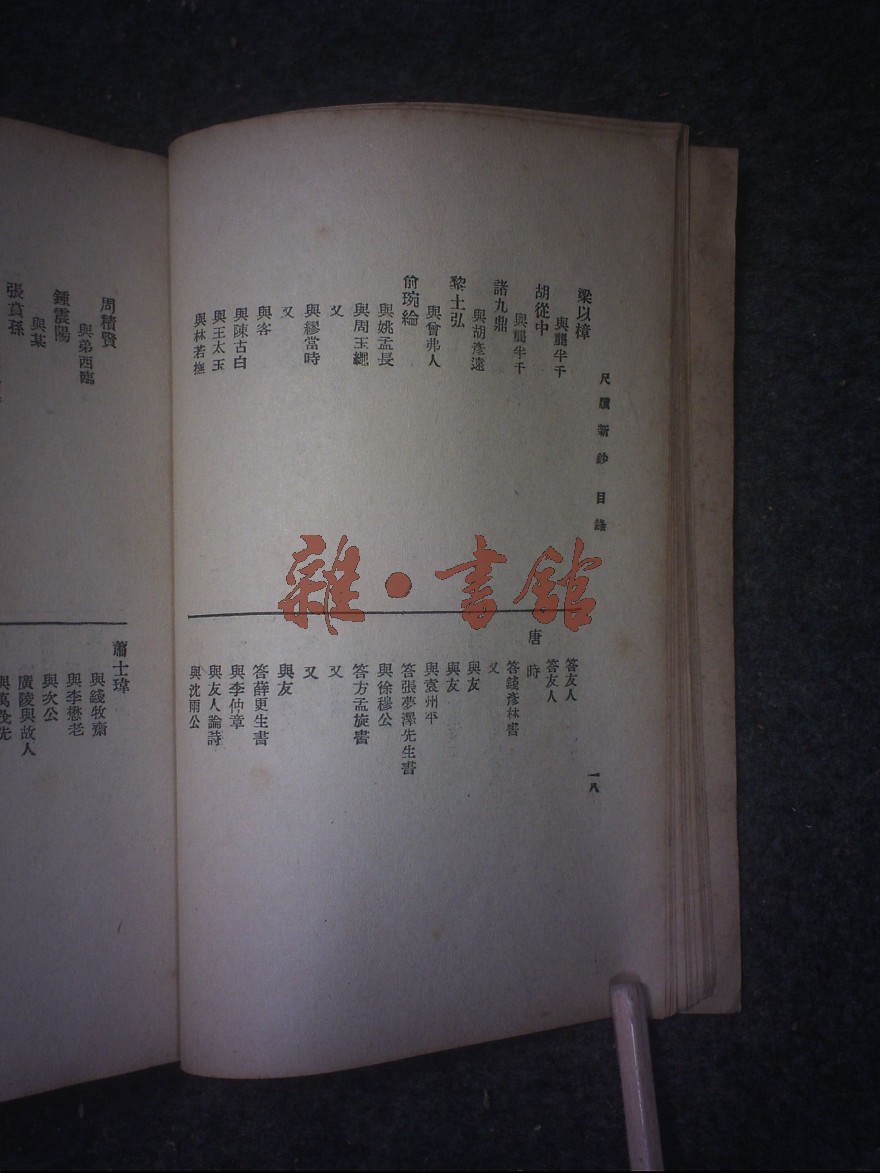 尺牘新鈔目錄
一八
梁以樟
與龔半千
胡從中
與龔半千
諸九鼎
與胡彥遠
黎士弘
與曾弗人
俞琬綸
與姚孟長
與周玉繩
又
與繆當時
又
與客
與陳古白
與王太玉
與林若撫
答友人
答友人
唐時
答錢彥林書
又
與友
與友
與袁州平
答張夢澤先生書
與徐穆公
答方孟旋書
又
又
與友
答薛更生書
與李仲章
與友人論詩
與沈雨公
周積賢
與弟西臨
鍾震陽
與某
張賁孫
蕭士瑋
與錢牧齋
與李懋老
與次公
廣陵與故人
雜·書館